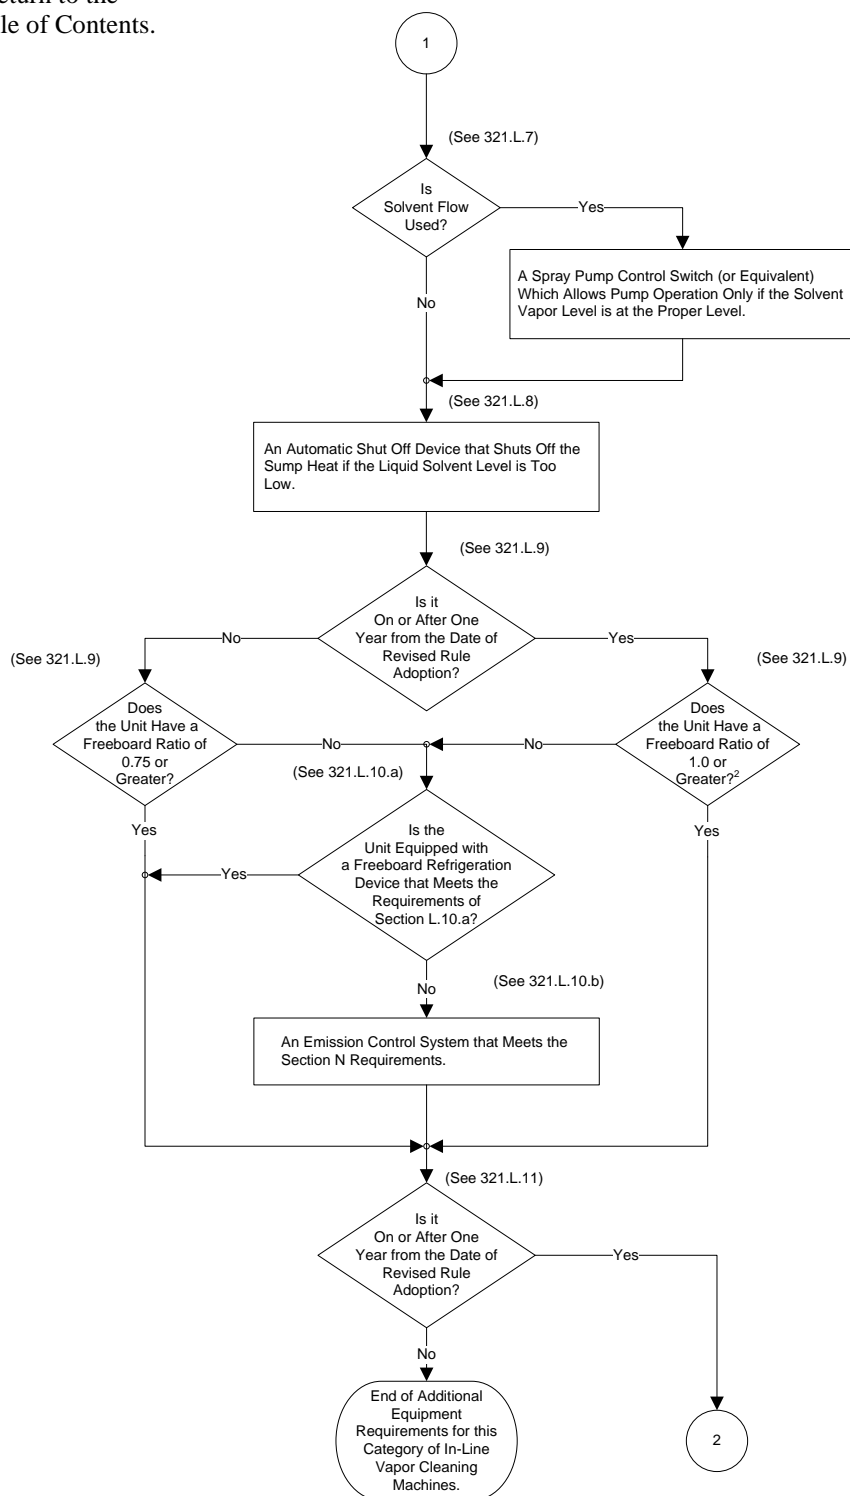 le of Contents.
1
(See 321.L.7)
Is
Solvent Flow
Used?
Yes
No
A Spray Pump Control Switch (or Equivalent)
Which Allows Pump Operation Only if the Solvent
Vapor Level is at the Proper Level.
(See 321.L.8)
An Automatic Shut Off Device that Shuts Off the
Sump Heat if the Liquid Solvent Level is Too
Low.
(See 321.L.9)
Is it
On or After One
Year from the Date of
Revised Rule
Adoption?
No
Yes
(See 321.L.9)
(See 321.L.9)
Does
the Unit Have a
Freeboard Ratio of
0.75 or
Greater?
No
No
Does
the Unit Have a
Freeboard Ratio of
1.0 or
Greater?²
(See 321.L.10.a)
Yes
Yes
Is the
Unit Equipped with
a Freeboard Refrigeration
Device that Meets the
Requirements of
Section L.10.a?
Yes
No
(See 321.L.10.b)
An Emission Control System that Meets the
Section N Requirements.
(See 321.L.11)
Is it
On or After One
Year from the Date of
Revised Rule
Adoption?
Yes
No
End of Additional
Equipment
Requirements for this
Category of In-Line
Vapor Cleaning
Machines.
2